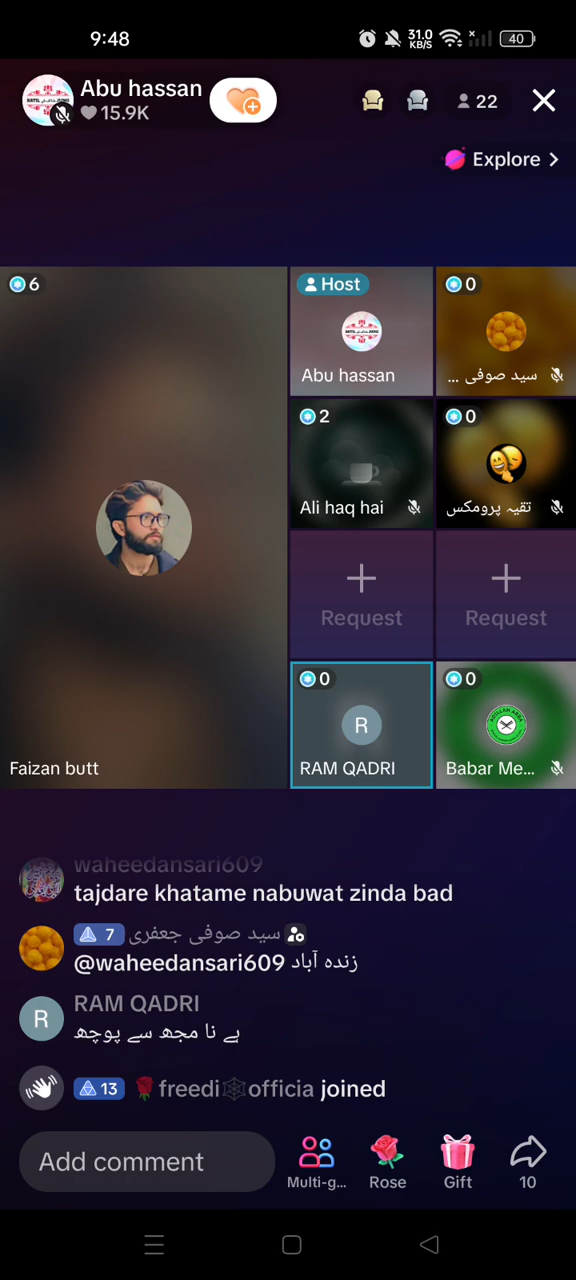 9:48
31.0
KB/S
40
Abu hassan
15.9K
22
Explore
6
Faizan butt
Host
Abu hassan
0
سید صوفی ...
2
Ali haq hai
0
تقیہ پرومکس
Request
Request
0
R
RAM QADRI
0
Babar Me...
waheedansari609
tajdare khatame nabuwat zinda bad
7 سید صوفی جعفری
@waheedansari609 زندہ آباد
R
RAM QADRI
ہے نا مجھ سے پوچھ
13 freedi officia joined
Add comment
Multi-g...
Rose
Gift
10